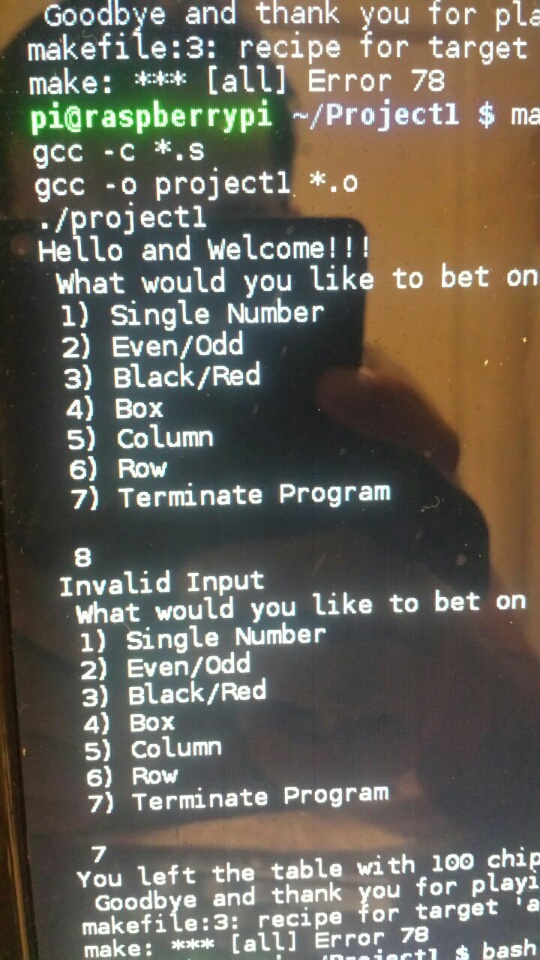 Goodbye and thank you for pla
makefile:3: recipe for target
make: *** [all] Error 78
pi@raspberrypi ~/Project1 $ ma
gcc -c *.s
gcc -o project1 *.o
./project1
Hello and Welcome!!!
What would you like to bet on
1) Single Number
2) Even/Odd
3) Black/Red
4) Box
5) Column
6) Row
7) Terminate Program
8
Invalid Input
What would you like to bet on
1) Single Number
2) Even/Odd
3) Black/Red
4) Box
5) Column
6) Row
7) Terminate Program
7
You left the table with 100 chip
Goodbye and thank you for playi
makefile:3: recipe for target 'a
make: *** [all] Error 78
$ bash